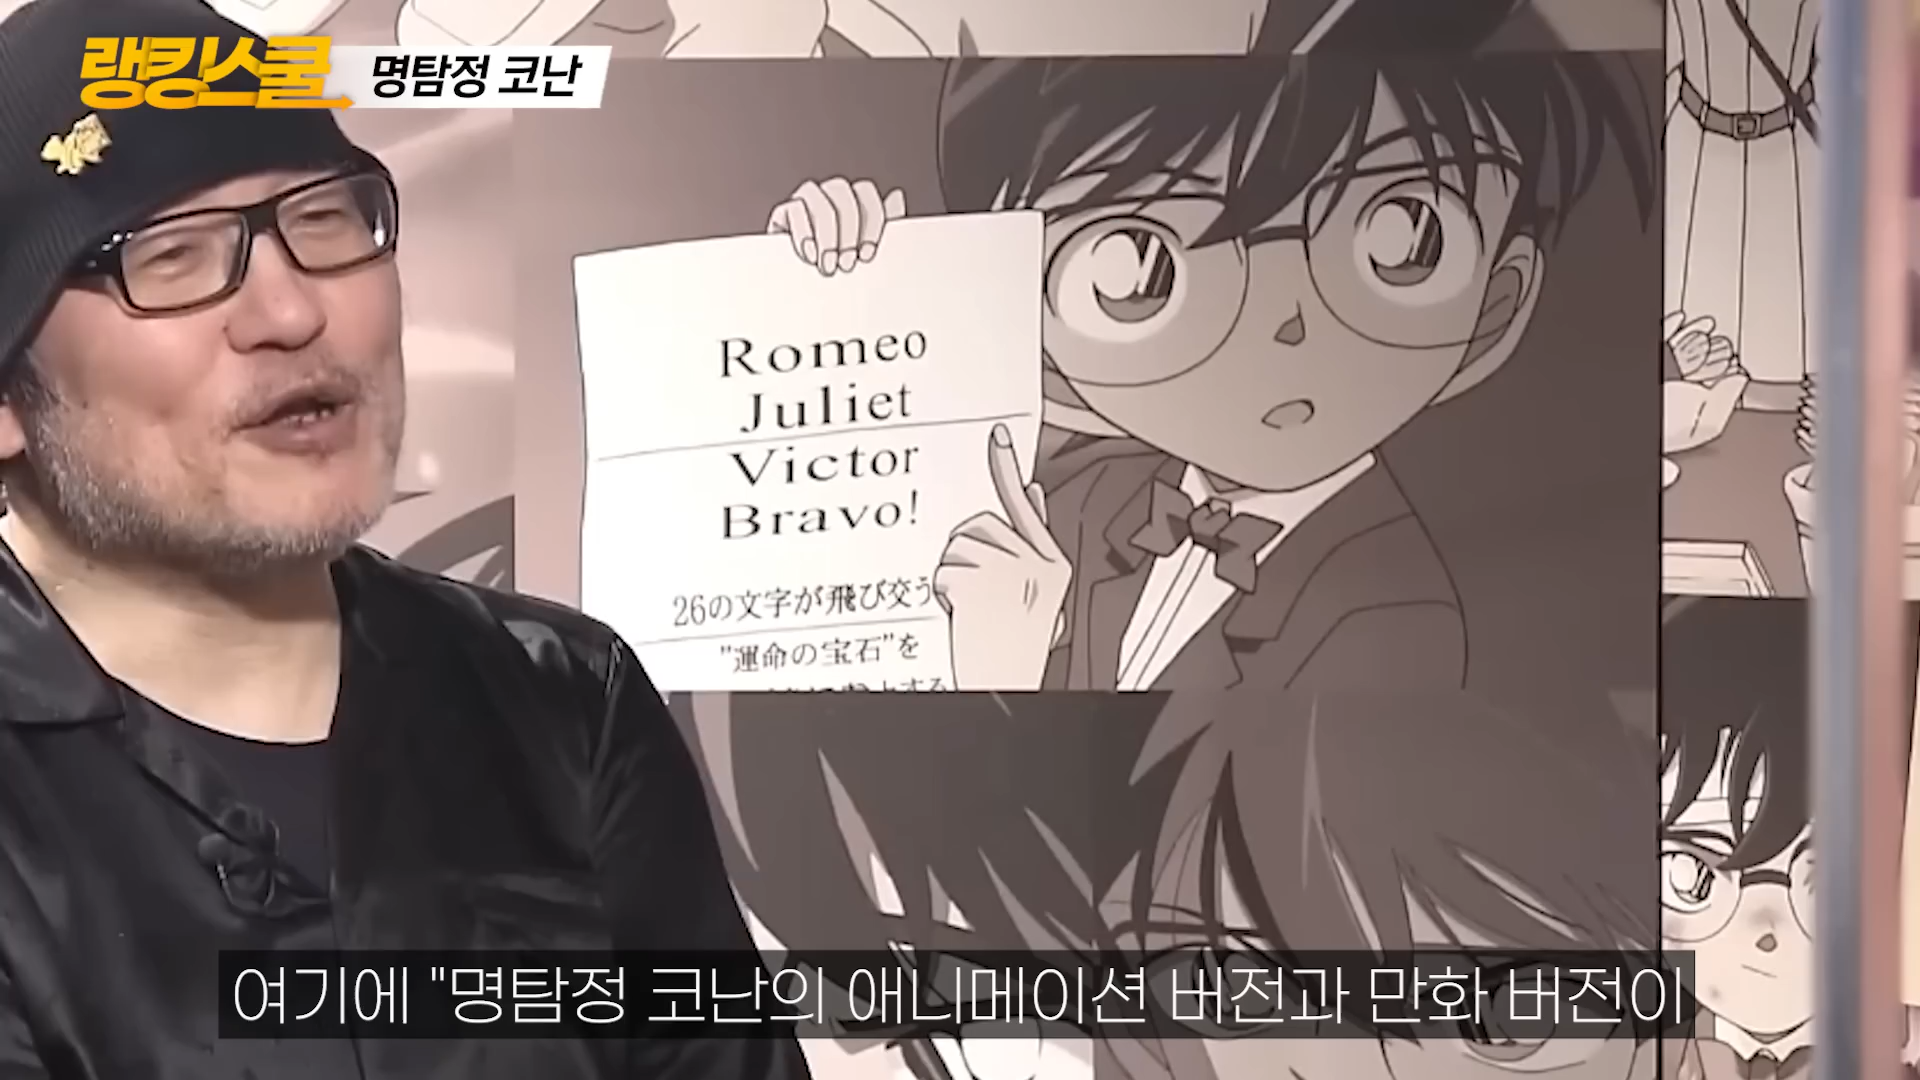 랭킹스쿨
명탐정 코난
Romeo
Juliet
Victor
Bravo!
26の文字が飛び交う
"運命の宝石"を
여기에 "명탐정 코난의 애니메이션 버전과 만화 버전이